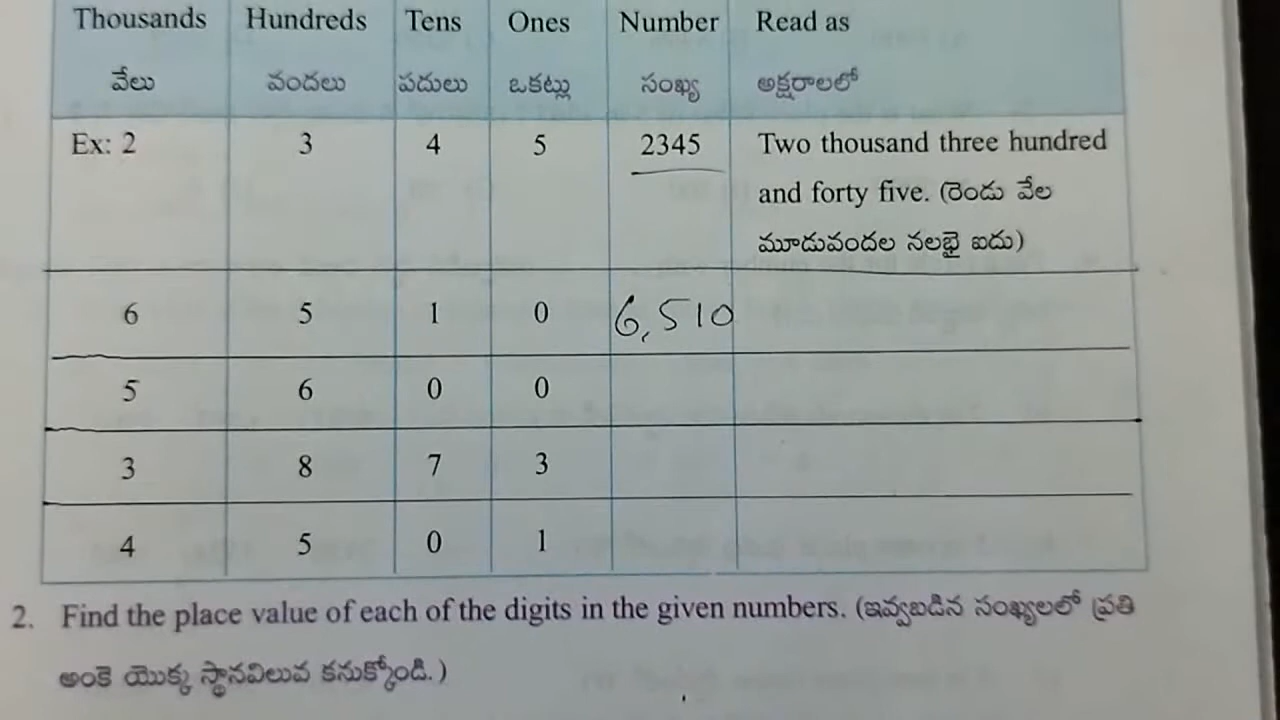 Thousands Hundreds Tens Ones Number Read as
వేలు వందలు పదులు ఒకట్లు సంఖ్య అక్షరాలలో
Ex: 2 3 4 5 2345 Two thousand three hundred
and forty five. (రెండు వేల
మూడువందల నలభై ఐదు)
6 5 1 0 6,510
5 6 0 0
3 8 7 3
4 5 0 1
2. Find the place value of each of the digits in the given numbers. (ఇవ్వబడిన సంఖ్యలలో ప్రతి
అంకె యొక్క స్థానవిలువ కనుక్కోండి.)